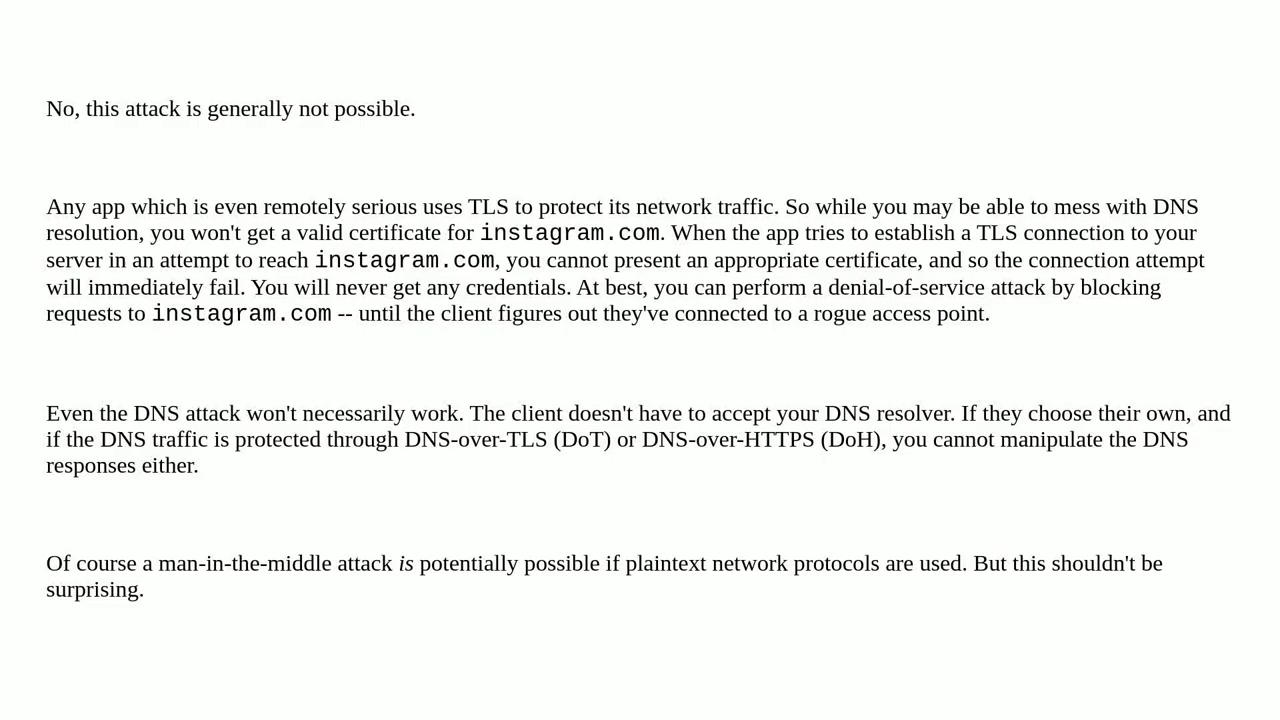 No, this attack is generally not possible.
Any app which is even remotely serious uses TLS to protect its network traffic. So while you may be able to mess with DNS
resolution, you won't get a valid certificate for instagram.com. When the app tries to establish a TLS connection to your
server in an attempt to reach instagram.com, you cannot present an appropriate certificate, and so the connection attempt
will immediately fail. You will never get any credentials. At best, you can perform a denial-of-service attack by blocking
requests to instagram.com -- until the client figures out they've connected to a rogue access point.
Even the DNS attack won't necessarily work. The client doesn't have to accept your DNS resolver. If they choose their own, and
if the DNS traffic is protected through DNS-over-TLS (DoT) or DNS-over-HTTPS (DoH), you cannot manipulate the DNS
responses either.
Of course a man-in-the-middle attack is potentially possible if plaintext network protocols are used. But this shouldn't be
surprising.